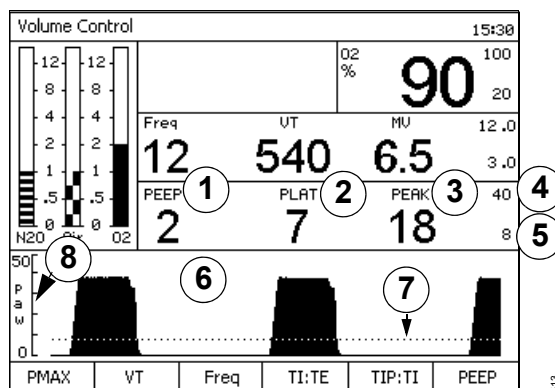 Volume Control 15:30
12 12
8 8
4 4
2 2
1 1
.5 .5
0 0
N2O Air O2
O2 % 90 100 20
Freq VT MV 12.0
12 540 6.5 3.0
PEEP 1 PLAT 2 PEAK 3 40 4
2 7 18 8 5
50 8 6 7
Paw
0
PMAX VT Freq TI:TE TIP:TI PEEP